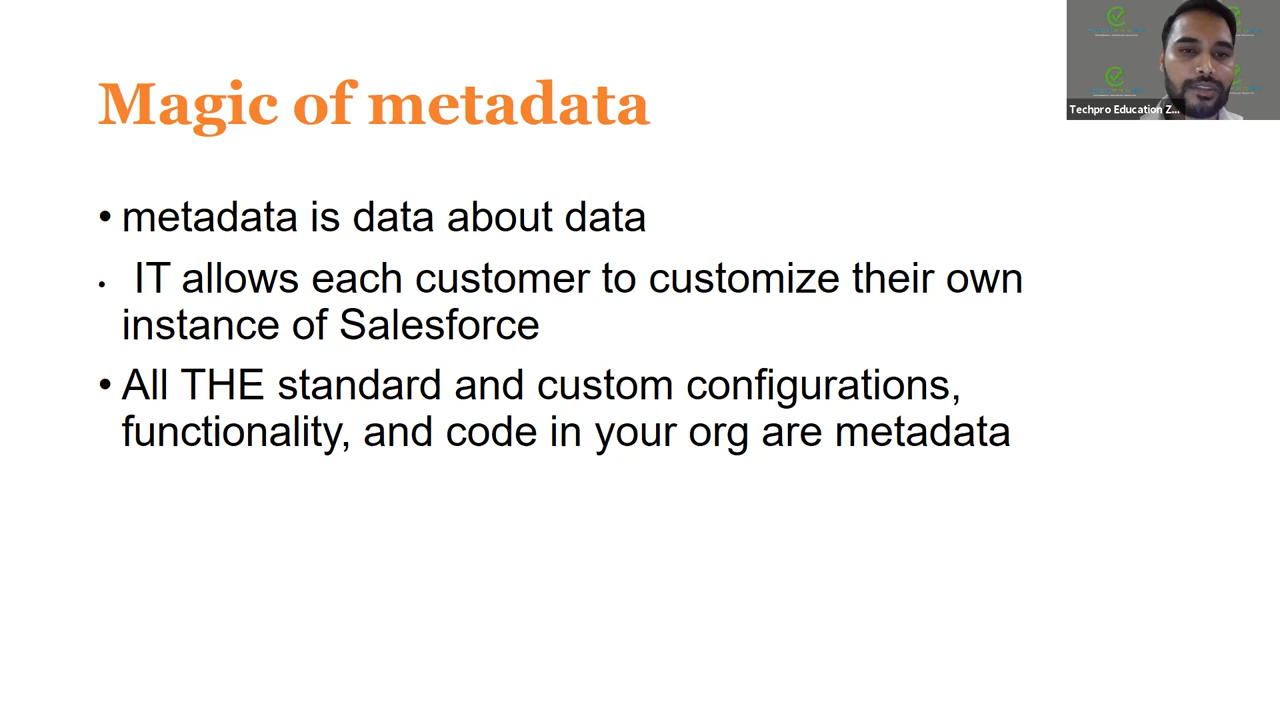 Magic of metadata
• metadata is data about data
• IT allows each customer to customize their own
instance of Salesforce
• All THE standard and custom configurations,
functionality, and code in your org are metadata
Techpro Education Z...